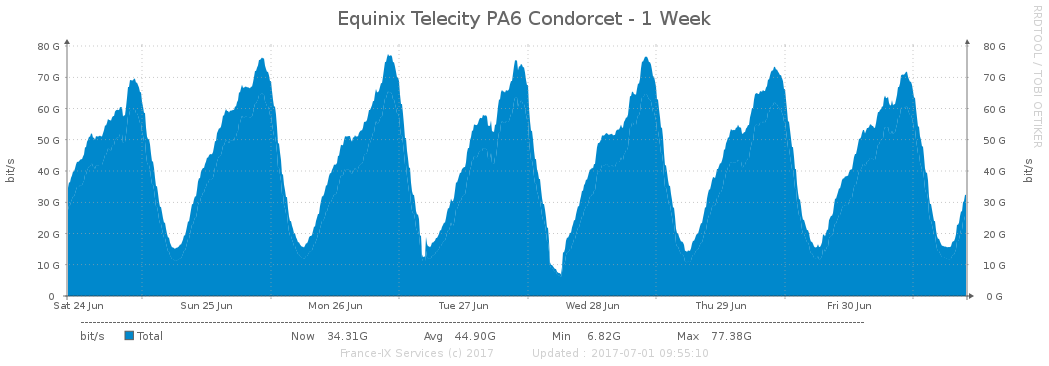 Equinix Telecity PA6 Condorcet - 1 Week
RRDTOOL / TOBI OETIKER
80 G 80 G
70 G 70 G
60 G 60 G
50 G 50 G
40 G 40 G
30 G 30 G
20 G 20 G
10 G 10 G
0 0 G
bit/s
bit/s
Sat 24 Jun Sun 25 Jun Mon 26 Jun Tue 27 Jun Wed 28 Jun Thu 29 Jun Fri 30 Jun
bit/s Total Now 34.31G Avg 44.90G Min 6.82G Max 77.38G
France-IX Services (c) 2017 Updated : 2017-07-01 09:55:10